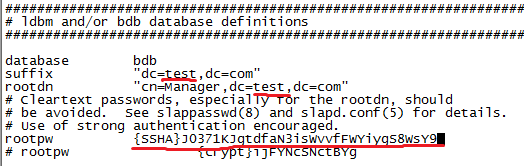 #######################################################################
# ldbm and/or bdb database definitions
#######################################################################
database bdb
suffix "dc=test,dc=com"
rootdn "cn=Manager,dc=test,dc=com"
# Cleartext passwords, especially for the rootdn, should
# be avoided. See slappasswd(8) and slapd.conf(5) for details.
# Use of strong authentication encouraged.
rootpw {SSHA}JO371KJqtdfaN3isWvvfFWYiyqS8WsY9
# rootpw {crypt}ijFYNcSNctBYg